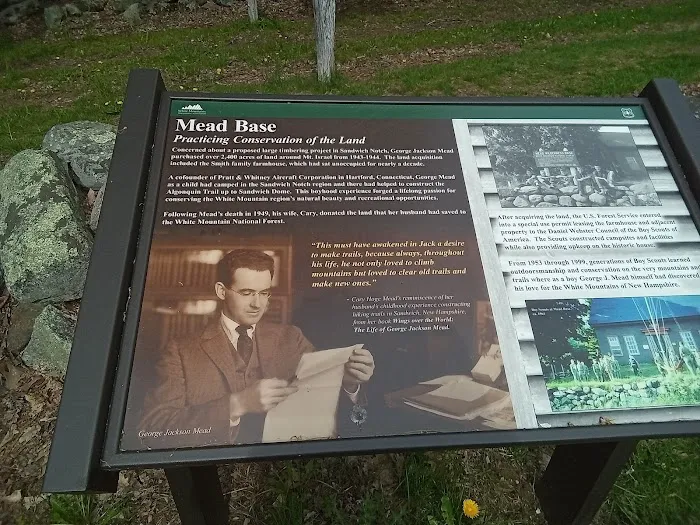 Mead Base
Practicing Conservation of the Land
Concerned about a proposed large timbering project in Sandwich Notch, George Jackson Mead
purchased over 2,400 acres of land around Mt. Israel from 1943-1944. The land acquisition
included the Smith family farmhouse, which had sat unoccupied for nearly a decade.
A cofounder of Pratt & Whitney Aircraft Corporation in Hartford, Connecticut, George Mead
as a child had camped in the Sandwich Notch region and there had helped to construct the
Algonquin Trail up to Sandwich Dome. This boyhood experience forged a lifelong passion for
conserving the White Mountain region's natural beauty and recreational opportunities.
Following Mead's death in 1949, his wife, Cary, donated the land that her husband had saved to
the White Mountain National Forest.
"This must have awakened in Jack a desire
to make trails, because always, throughout
his life, he not only loved to climb
mountains but loved to clear old trails and
make new ones."
- Cary Hoge Mead's reminiscence of her
husband's childhood experience constructing
hiking trails in Sandwich, New Hampshire,
from her book Wings over the World:
The Life of George Jackson Mead.
George Jackson Mead
After acquiring the land, the U.S. Forest Service entered
into a special use permit leasing the farmhouse and adjacent
property to the Daniel Webster Council of the Boy Scouts of
America. The Scouts constructed campsites and facilities
while also providing upkeep on the historic house.
From 1953 through 1999, generations of Boy Scouts learned
outdoorsmanship and conservation on the very mountains and
trails where as a boy George J. Mead himself had discovered
his love for the White Mountains of New Hampshire.